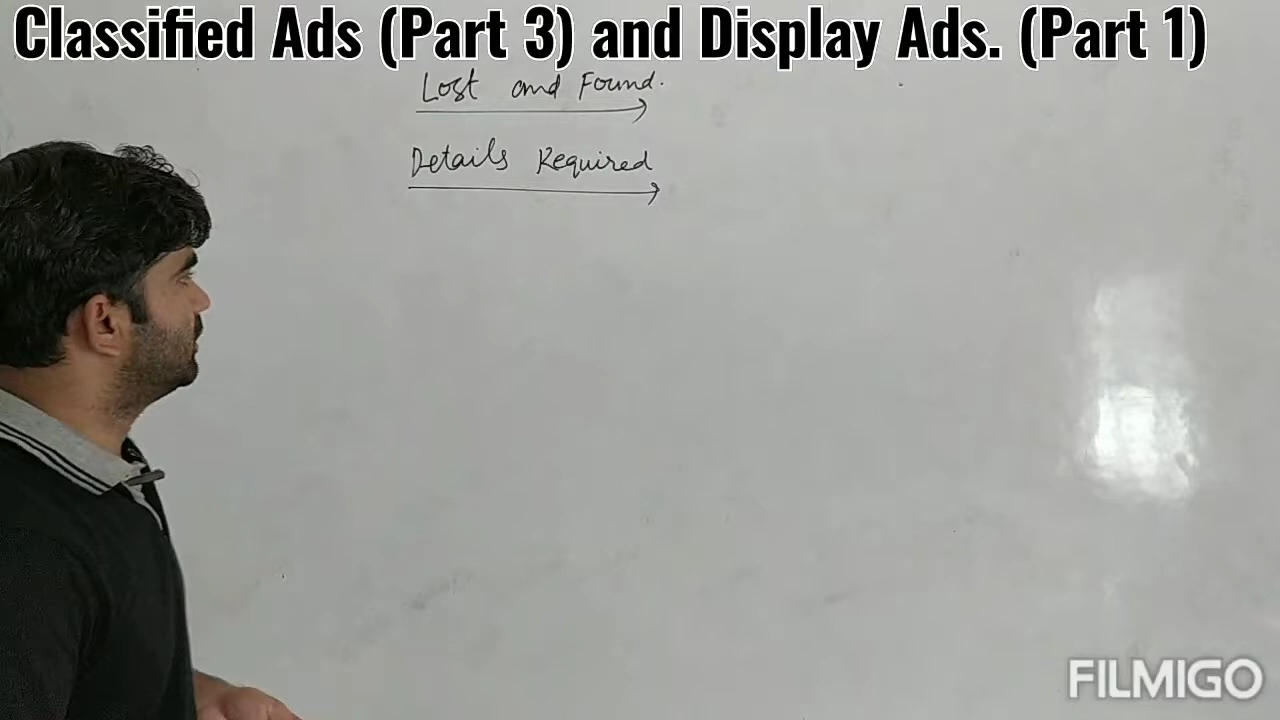 Classified Ads (Part 3) and Display Ads. (Part 1)
Lost and Found.
Details Required
FILMIGO